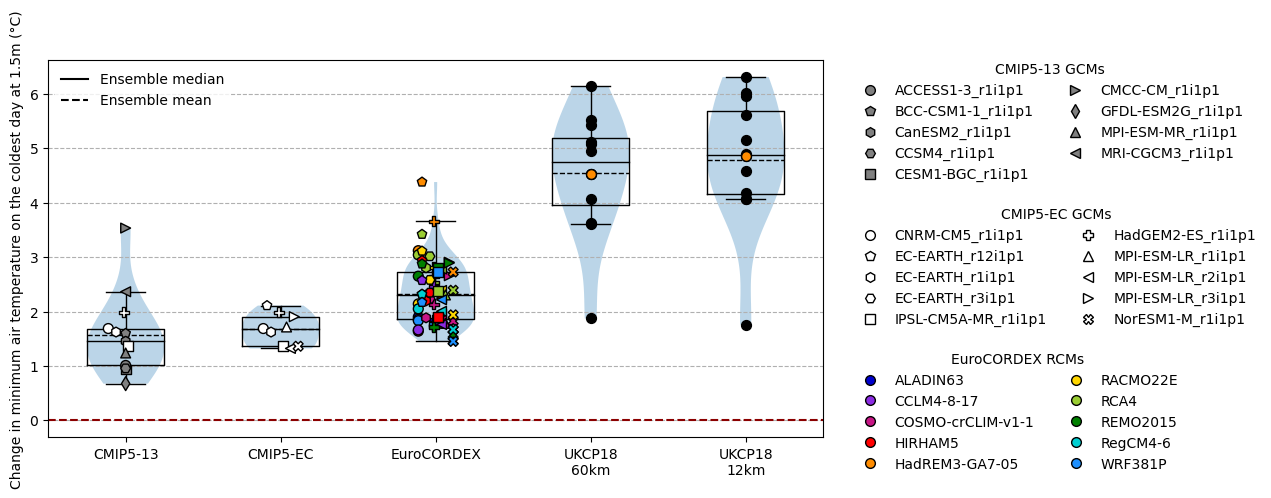 Change in minimum air temperature on the coldest day at 1.5m (°C)
Ensemble median
Ensemble mean
6
5
4
3
2
1
0
CMIP5-13
CMIP5-EC
EuroCORDEX
UKCP18
60km
UKCP18
12km
CMIP5-13 GCMs
ACCESS1-3_r1i1p1
BCC-CSM1-1_r1i1p1
CanESM2_r1i1p1
CCSM4_r1i1p1
CESM1-BGC_r1i1p1
CMCC-CM_r1i1p1
GFDL-ESM2G_r1i1p1
MPI-ESM-MR_r1i1p1
MRI-CGCM3_r1i1p1
CMIP5-EC GCMs
CNRM-CM5_r1i1p1
EC-EARTH_r12i1p1
EC-EARTH_r1i1p1
EC-EARTH_r3i1p1
IPSL-CM5A-MR_r1i1p1
HadGEM2-ES_r1i1p1
MPI-ESM-LR_r1i1p1
MPI-ESM-LR_r2i1p1
MPI-ESM-LR_r3i1p1
NorESM1-M_r1i1p1
EuroCORDEX RCMs
ALADIN63
CCLM4-8-17
COSMO-crCLIM-v1-1
HIRHAM5
HadREM3-GA7-05
RACMO22E
RCA4
REMO2015
RegCM4-6
WRF381P